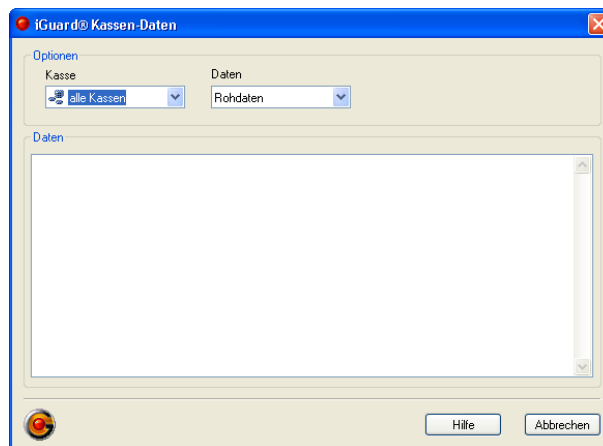 iGuard® Kassen-Daten
Optionen
Kasse
Daten
alle Kassen
Rohdaten
Daten
Hilfe
Abbrechen